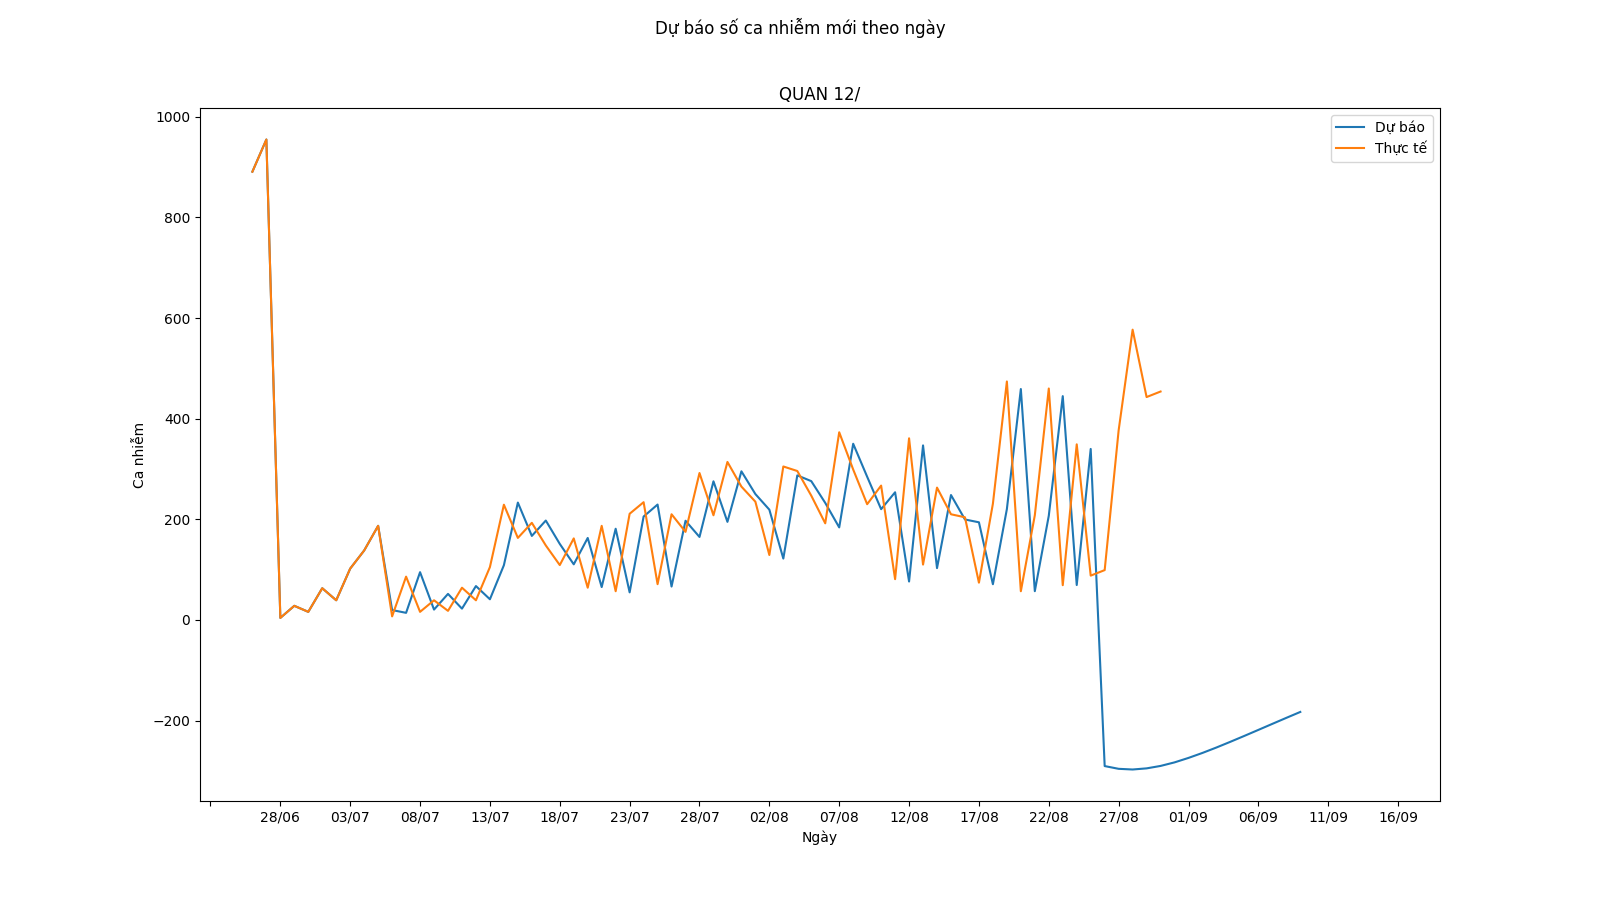 Dự báo số ca nhiễm mới theo ngày
QUAN 12/
Dự báo
Thực tế
Ca nhiễm
1000
800
600
400
200
0
−200
28/06 03/07 08/07 13/07 18/07 23/07 28/07 02/08 07/08 12/08 17/08 22/08 27/08 01/09 06/09 11/09 16/09
Ngày